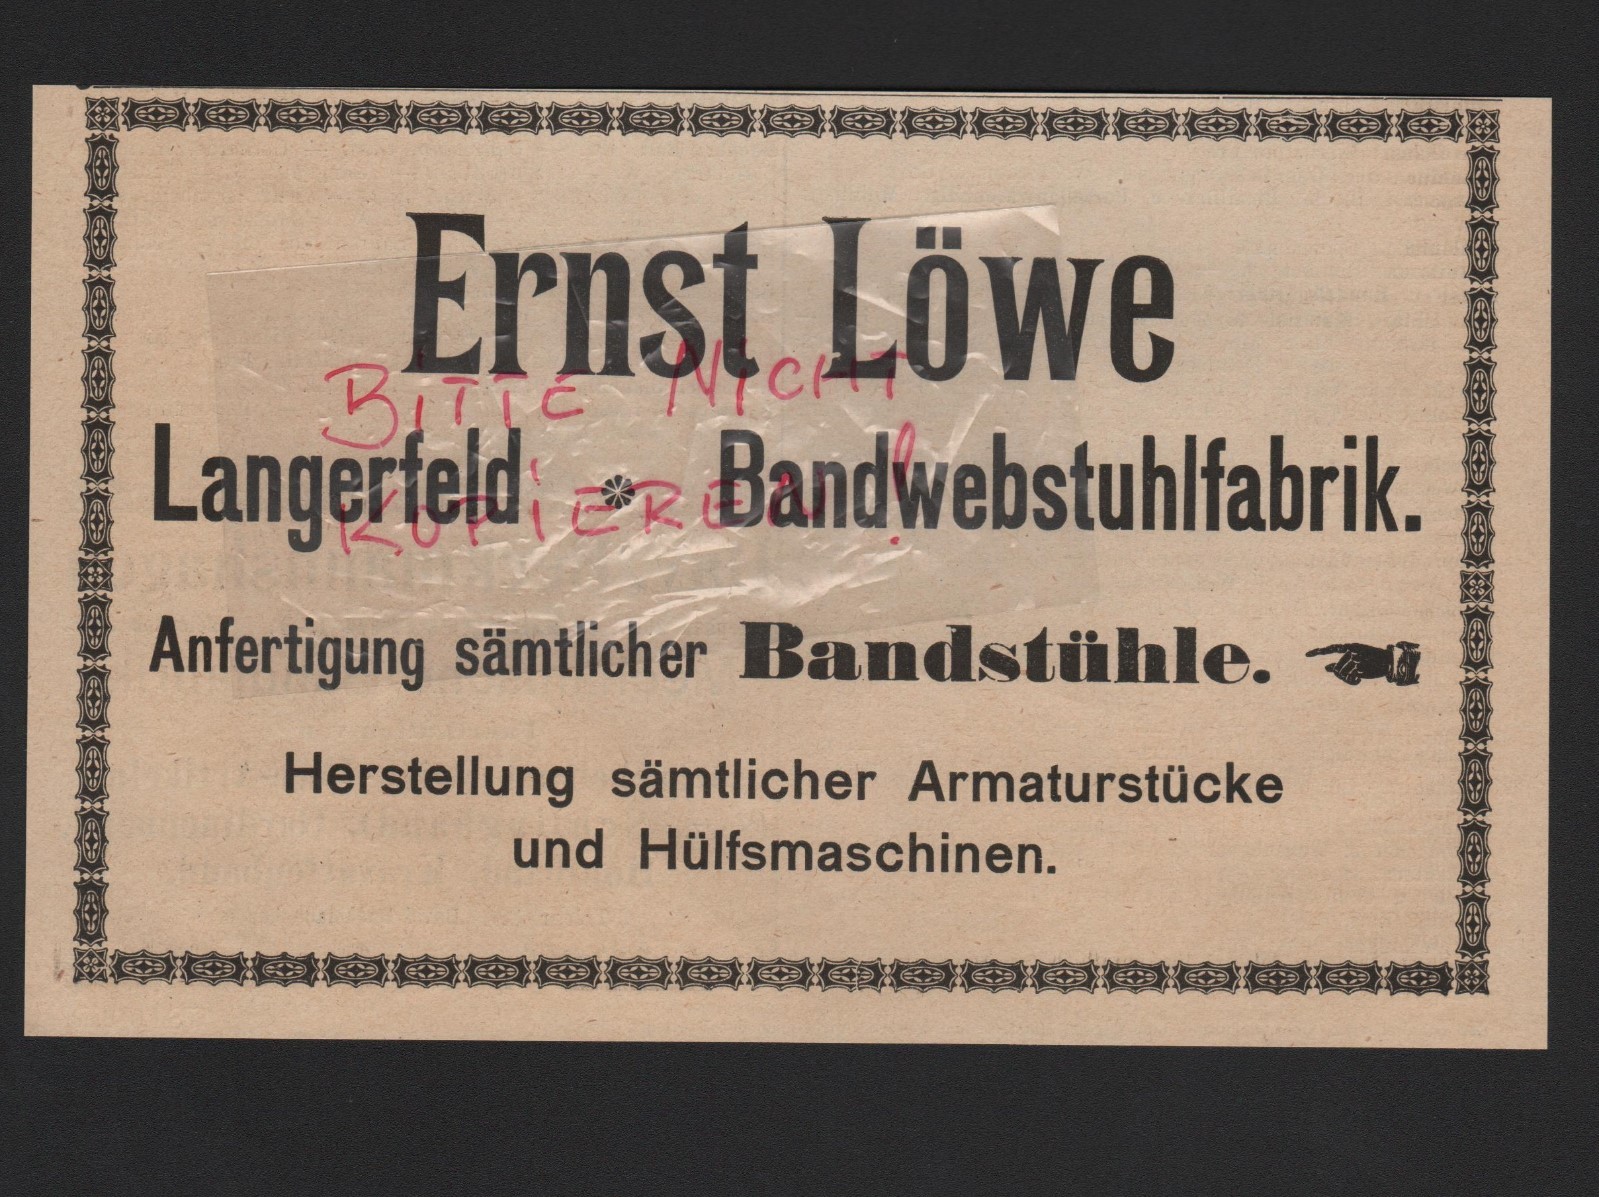 Ernst Löwe
BITTE NICHT
Langerfeld * Bandwebstuhlfabrik.
KOPIEREN!
Anfertigung sämtlicher Bandstühle.
Herstellung sämtlicher Armaturstücke
und Hülfsmaschinen.